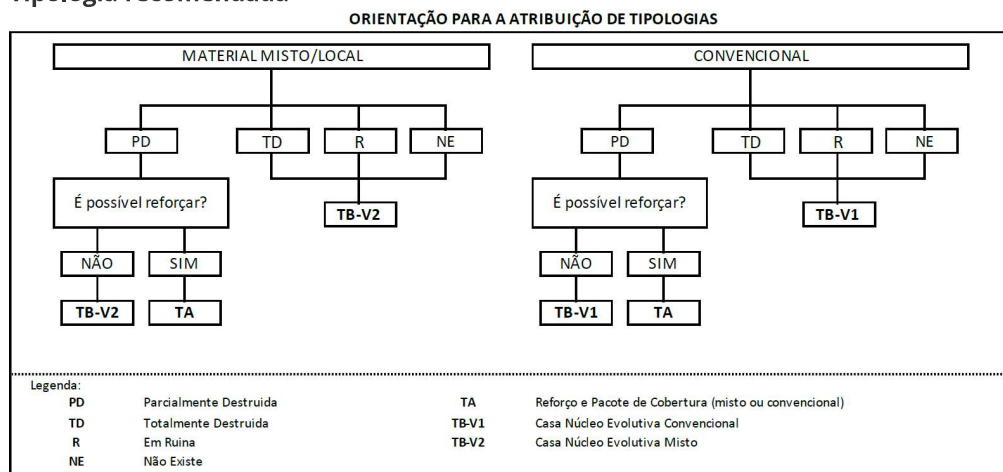 Tipologia recomendada
ORIENTAÇÃO PARA A ATRIBUIÇÃO DE TIPOLOGIAS
MATERIAL MISTO/LOCAL
CONVENCIONAL
PD TD R NE
PD TD R NE
É possível reforçar?
TB-V2
É possível reforçar?
TB-V1
NÃO SIM
NÃO SIM
TB-V2 TA
TB-V1 TA
Legenda:
PD Parcialmente Destruida
TD Totalmente Destruida
R Em Ruina
NE Não Existe
TA Reforço e Pacote de Cobertura (misto ou convencional)
TB-V1 Casa Núcleo Evolutiva Convencional
TB-V2 Casa Núcleo Evolutiva Misto